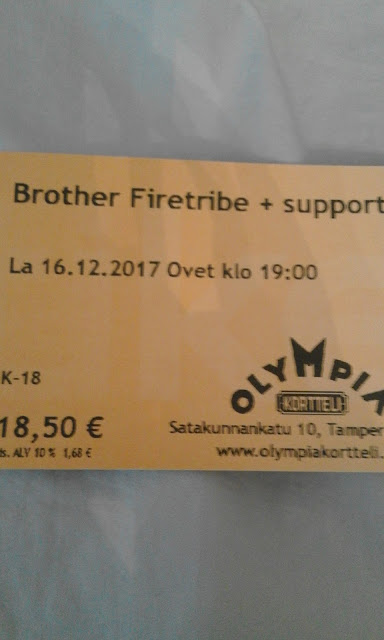 Brother Firetribe + support
La 16.12.2017 Ovet klo 19:00
K-18
OLYMPIA
KORTTELI
18,50 €
Satakunnankatu 10, Tamper
s. ALV 10 % 1,68 €
www.olympiakortteli.